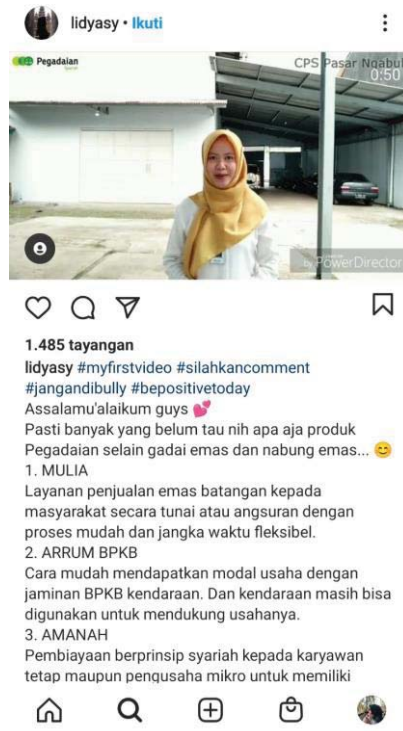 lidyasy • Ikuti
Pegadaian
CPS Pasar Ngabul
0:50
by PowerDirector
1.485 tayangan
lidyasy #myfirstvideo #silahkancomment
#jangandibully #bepositivetoday
Assalamu'alaikum guys 💕
Pasti banyak yang belum tau nih apa aja produk
Pegadaian selain gadai emas dan nabung emas... 😊
1. MULIA
Layanan penjualan emas batangan kepada
masyarakat secara tunai atau angsuran dengan
proses mudah dan jangka waktu fleksibel.
2. ARRUM BPKB
Cara mudah mendapatkan modal usaha dengan
jaminan BPKB kendaraan. Dan kendaraan masih bisa
digunakan untuk mendukung usahanya.
3. AMANAH
Pembiayaan berprinsip syariah kepada karyawan
tetap maupun pengusaha mikro untuk memiliki